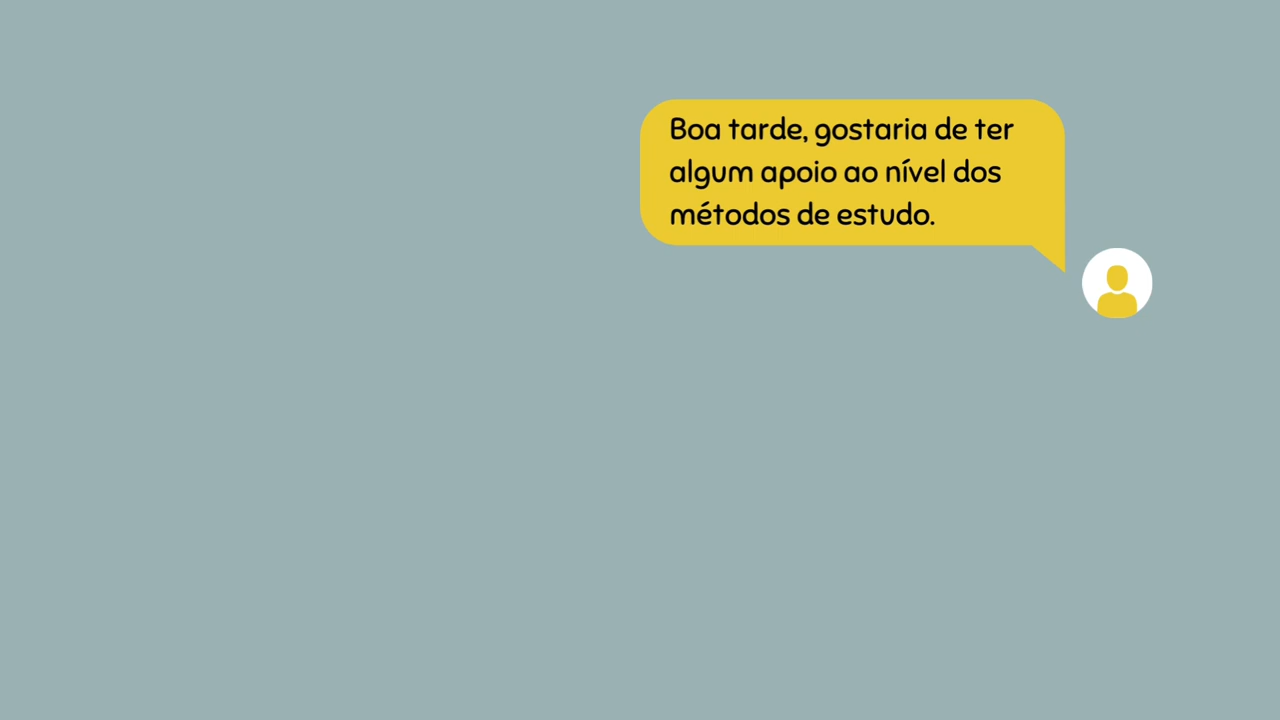 Boa tarde, gostaria de ter
algum apoio ao nível dos
métodos de estudo.